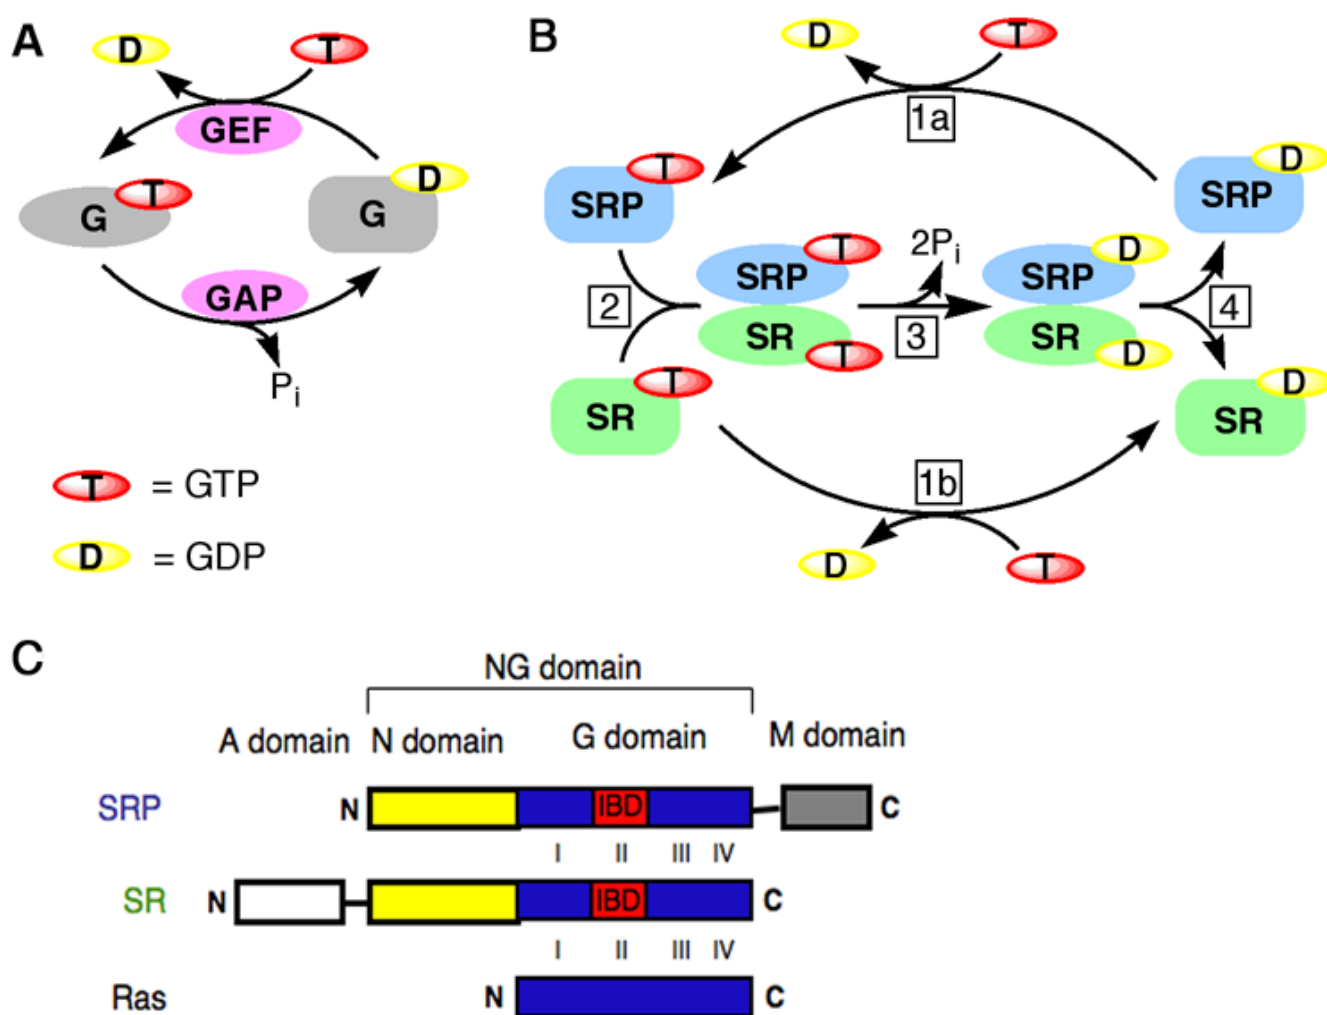 A
D
T
GEF
G
T
G
D
GAP
Pi
T = GTP
D = GDP
B
D
T
1a
SRP
T
SRP
D
2
SRP
T
SR
T
2Pi
3
SRP
D
SR
D
4
SR
T
SR
D
1b
D
T
C
NG domain
A domain N domain G domain M domain
SRP N IBD C
I II III IV
SR N IBD C
I II III IV
Ras N C